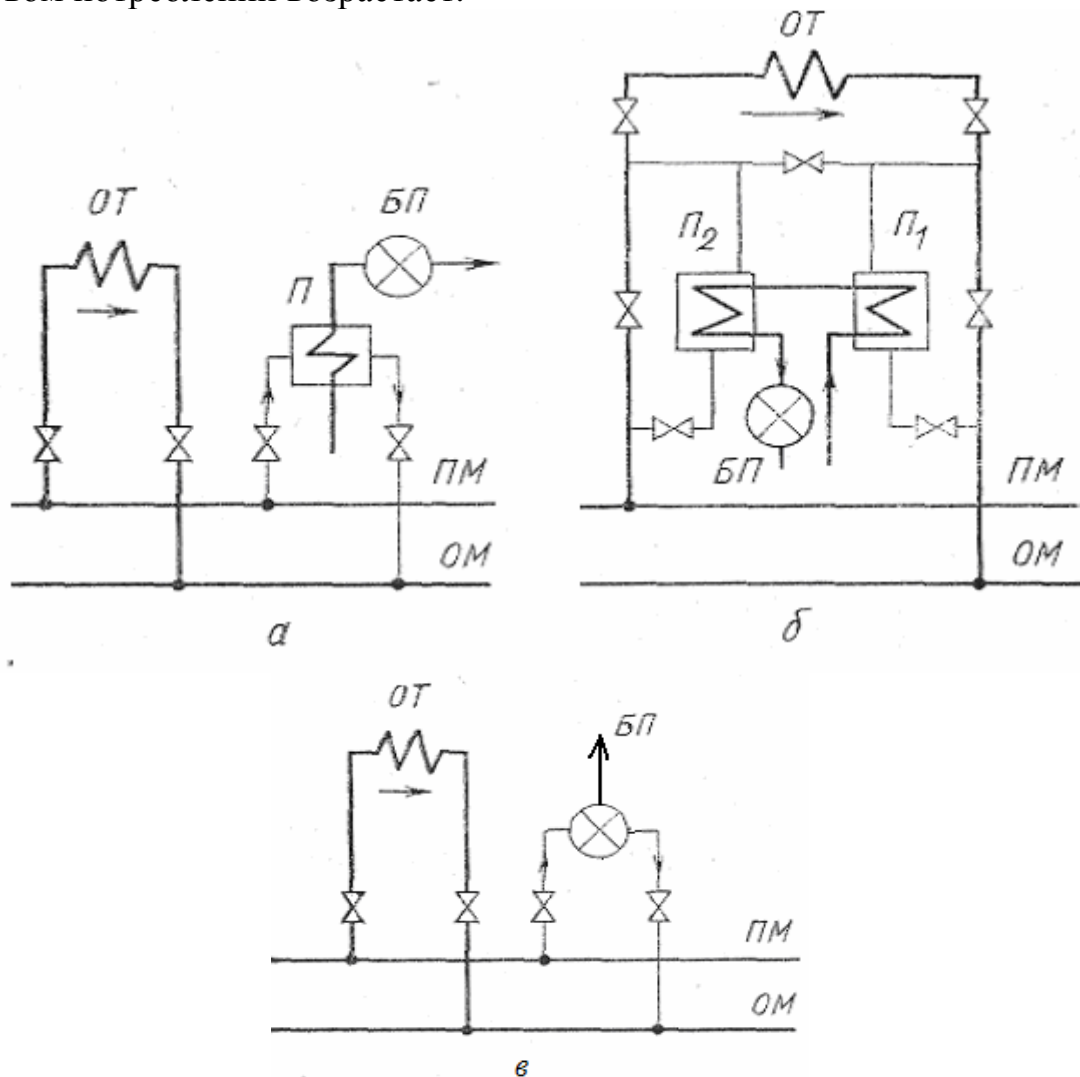 вом потреблении возрастает.
ОТ
ОТ
БП
П
П₂
П₁
БП
ПМ
ОМ
ПМ
ОМ
а
б
ОТ
БП
ПМ
ОМ
в